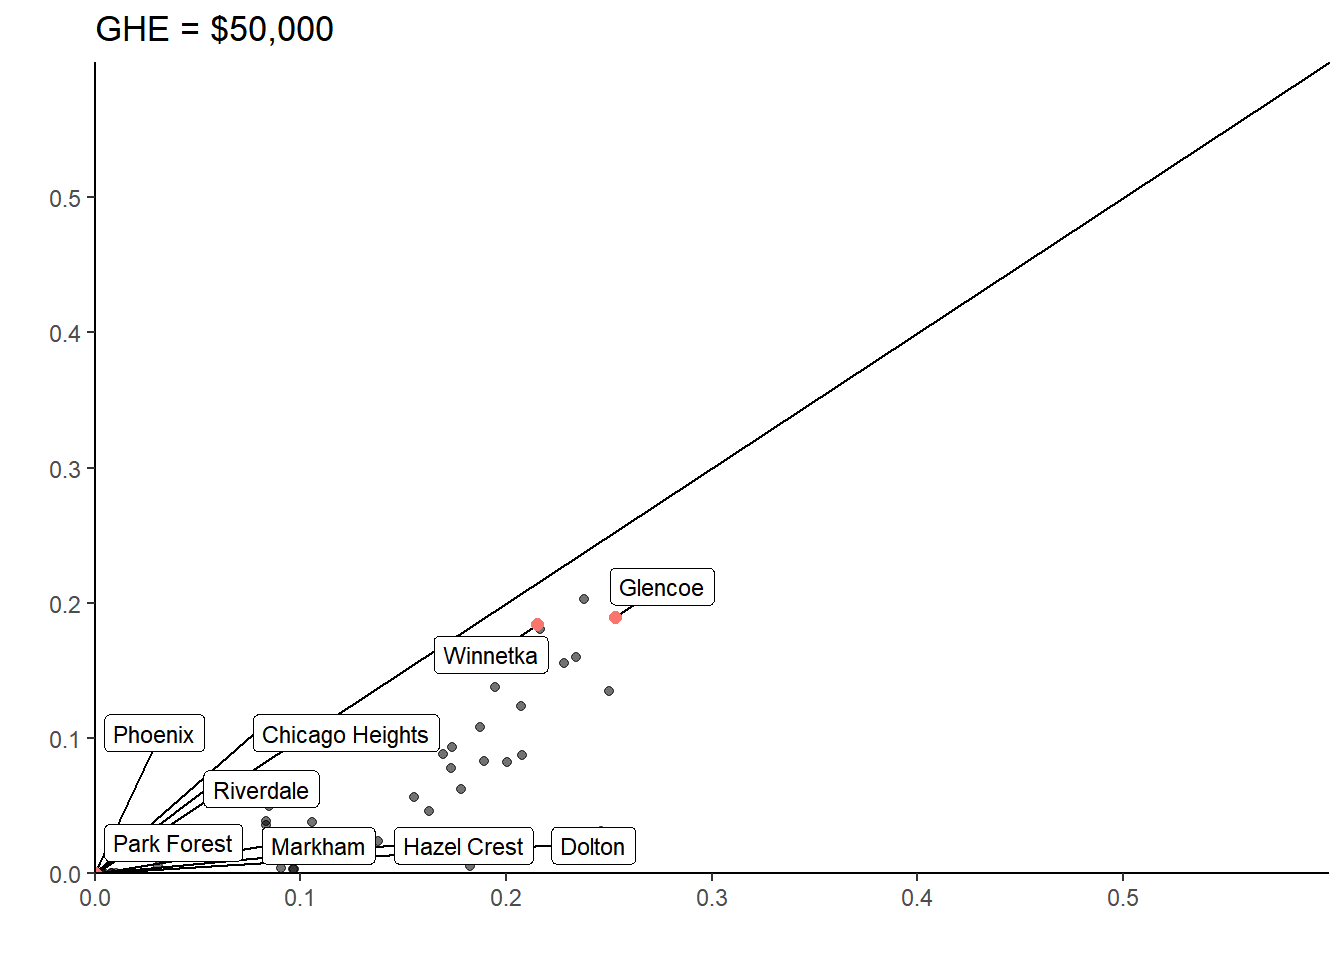 GHE = $50,000
0.5
0.4
0.3
Glencoe
0.2
Winnetka
Phoenix
Chicago Heights
0.1
Riverdale
Park Forest
Markham
Hazel Crest
Dolton
0.0
0.0 0.1 0.2 0.3 0.4 0.5